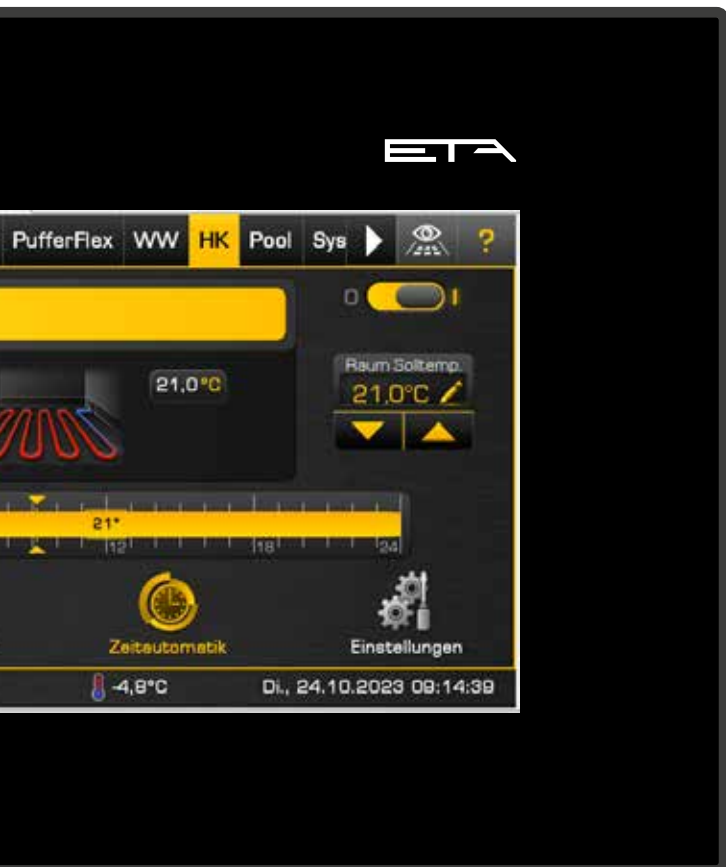 ETA
PufferFlex WW HK Pool Sys ?
0 I
Raum Solltemp.
21,0°C
21,0°C
21°
12 18 24
Zeitautomatik Einstellungen
-4,8°C Di., 24.10.2023 09:14:39